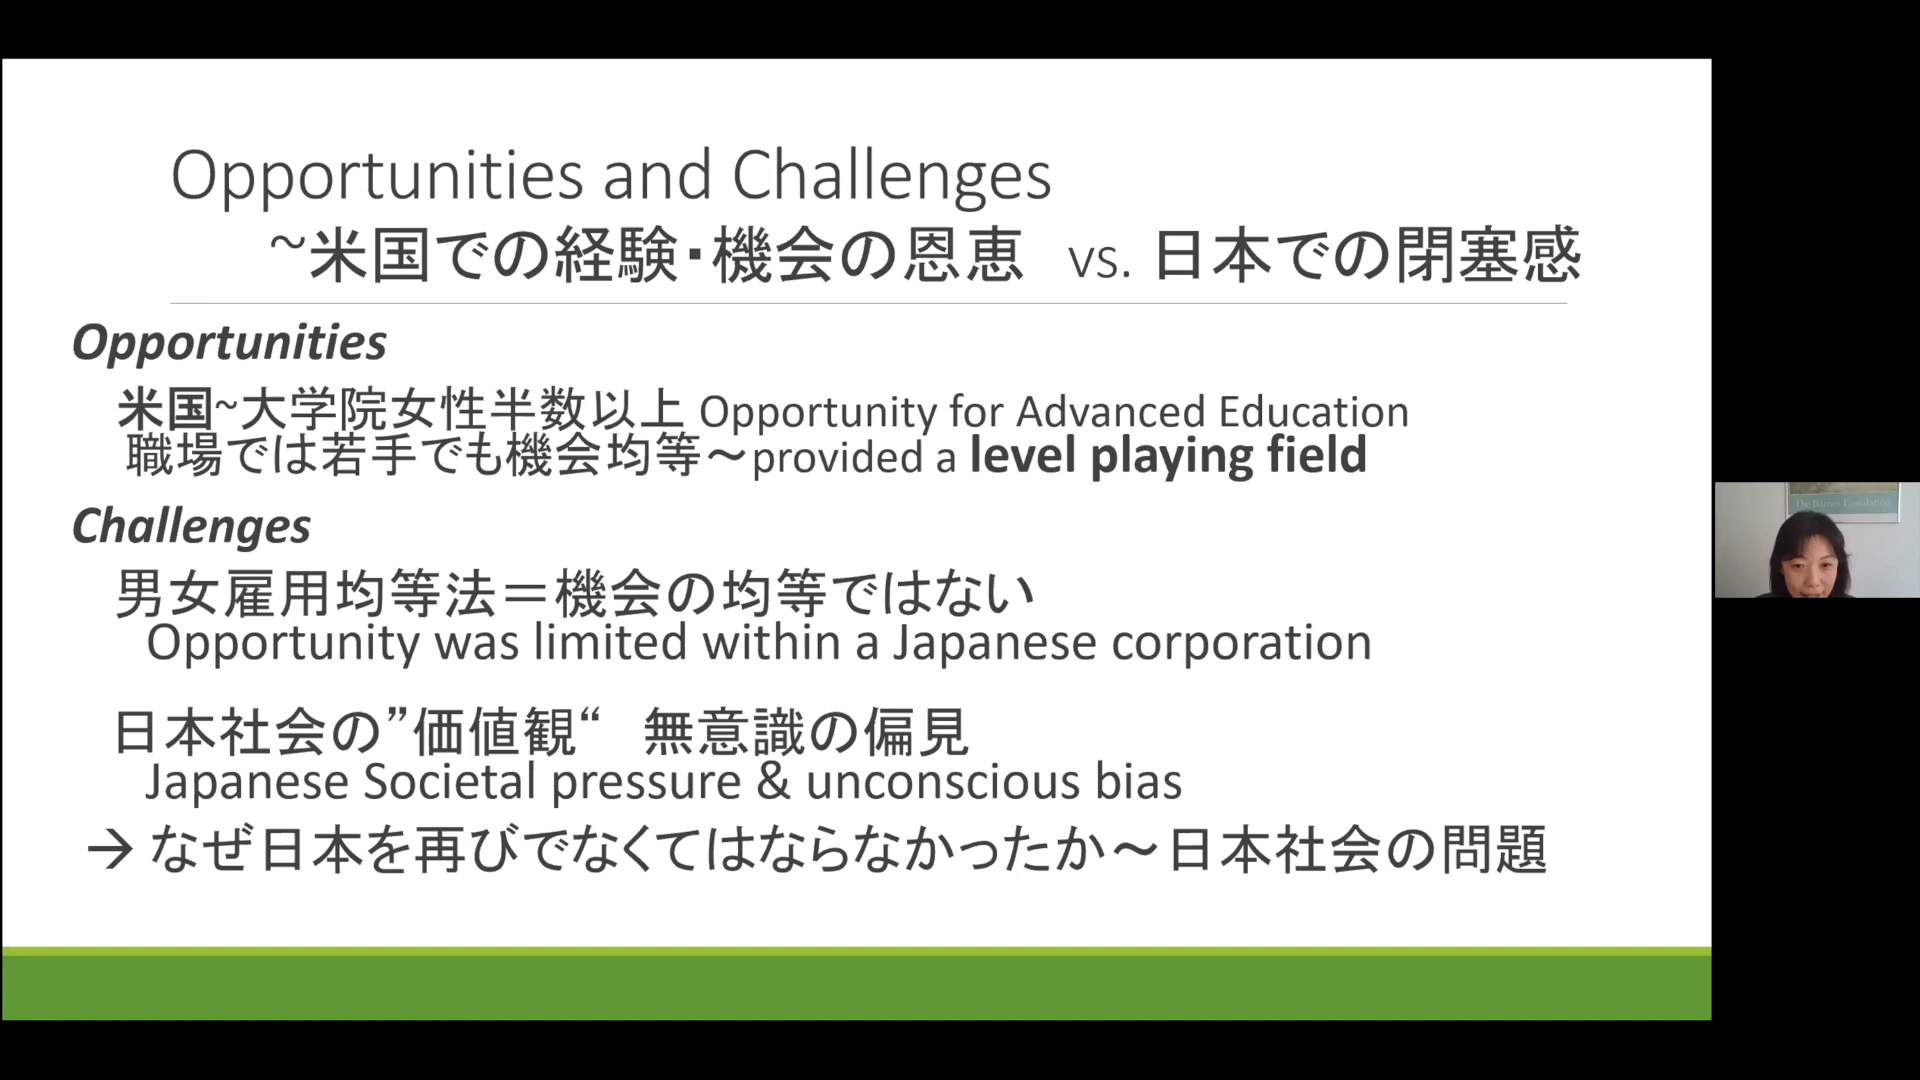 Opportunities and Challenges
~米国での経験・機会の恩恵 vs. 日本での閉塞感
Opportunities
米国~大学院女性半数以上 Opportunity for Advanced Education
職場では若手でも機会均等～provided a level playing field
Challenges
男女雇用均等法＝機会の均等ではない
Opportunity was limited within a Japanese corporation
日本社会の”価値観“ 無意識の偏見
Japanese Societal pressure & unconscious bias
→ なぜ日本を再びでなくてはならなかったか～日本社会の問題
The Barnes Foundation